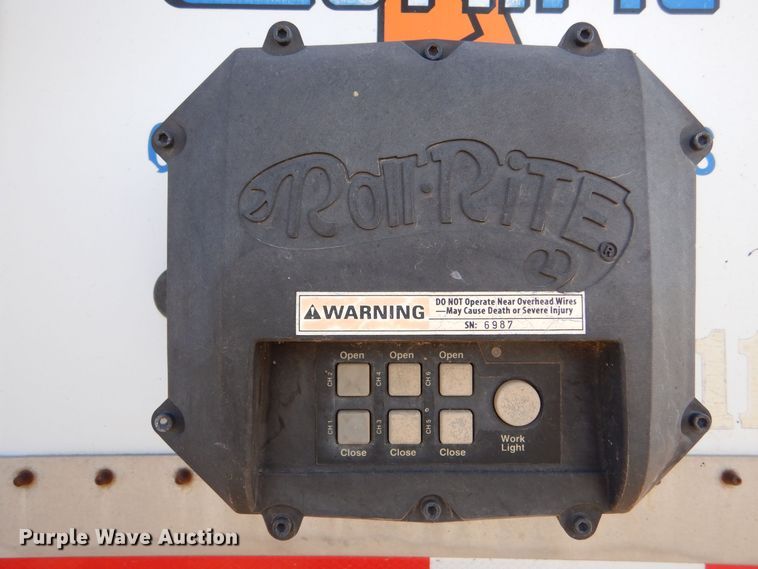 Roll·RiTE®
WARNING
DO NOT Operate Near Overhead Wires
—May Cause Death or Severe Injury
SN: 6987
Open Open Open
CH 2 CH 4 CH 6
CH 1 CH 3 CH 5
Close Close Close
Work
Light
Purple Wave Auction